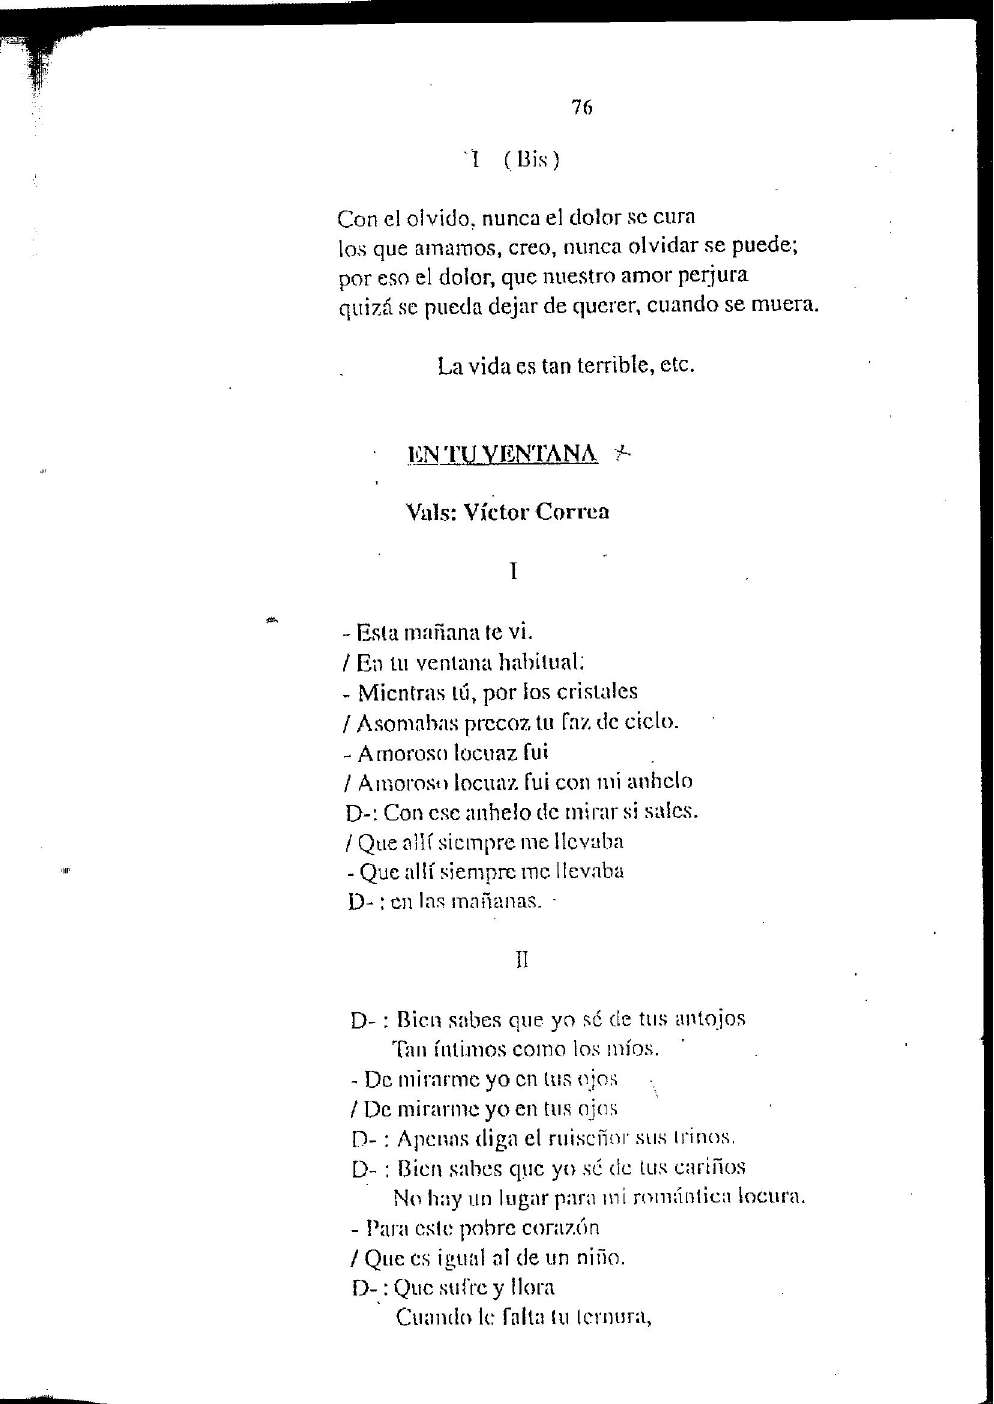 76
I (Bis)
Con el olvido, nunca el dolor se cura
los que amamos, creo, nunca olvidar se puede;
por eso el dolor, que nuestro amor perjura
quizá se pueda dejar de querer, cuando se muera.
La vida es tan terrible, etc.
EN TU VENTANA
Vals: Víctor Correa
I
- Esta mañana te vi.
/ En tu ventana habitual:
- Mientras tú, por los cristales
/ Asomabas precoz tu faz de cielo.
- Amoroso locuaz fui
/ Amoroso locuaz fui con mi anhelo
D-: Con ese anhelo de mirar si sales.
/ Que allí siempre me llevaba
- Que allí siempre me llevaba
D- : en las mañanas.
II
D- : Bien sabes que yo sé de tus antojos
Tan íntimos como los míos.
- De mirarme yo en tus ojos
/ De mirarme yo en tus ojos
D- : Apenas diga el ruiseñor sus trinos.
D- : Bien sabes que yo sé de tus cariños
No hay un lugar para mi romántica locura.
- Para este pobre corazón
/ Que es igual al de un niño.
D- : Que sufre y llora
Cuando le falta tu ternura,